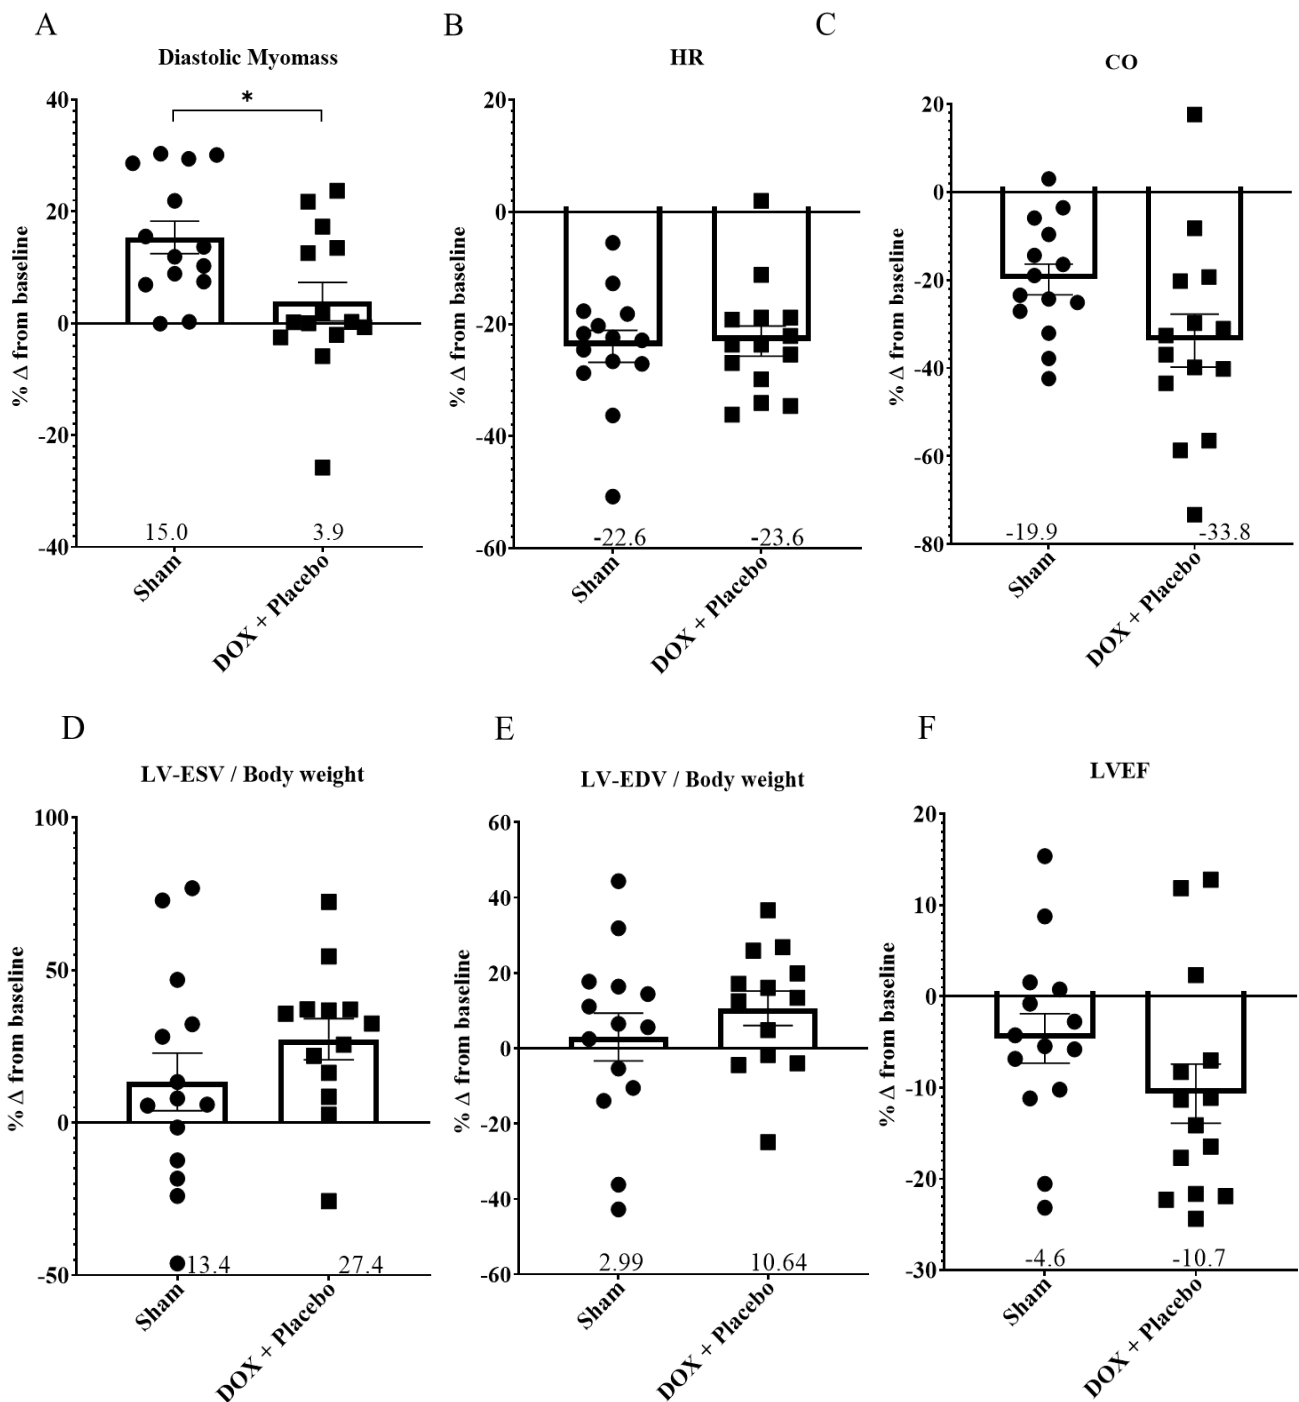 A
Diastolic Myomass
*
% Δ from baseline
40
20
0
-20
-40
15.0
3.9
Sham
DOX + Placebo
B
HR
% Δ from baseline
20
0
-20
-40
-60
-22.6
-23.6
Sham
DOX + Placebo
C
CO
% Δ from baseline
20
0
-20
-40
-60
-80
-19.9
-33.8
Sham
DOX + Placebo
D
LV-ESV / Body weight
% Δ from baseline
100
50
0
-50
13.4
27.4
Sham
DOX + Placebo
E
LV-EDV / Body weight
% Δ from baseline
60
40
20
0
-20
-40
-60
2.99
10.64
Sham
DOX + Placebo
F
LVEF
% Δ from baseline
20
10
0
-10
-20
-30
-4.6
-10.7
Sham
DOX + Placebo